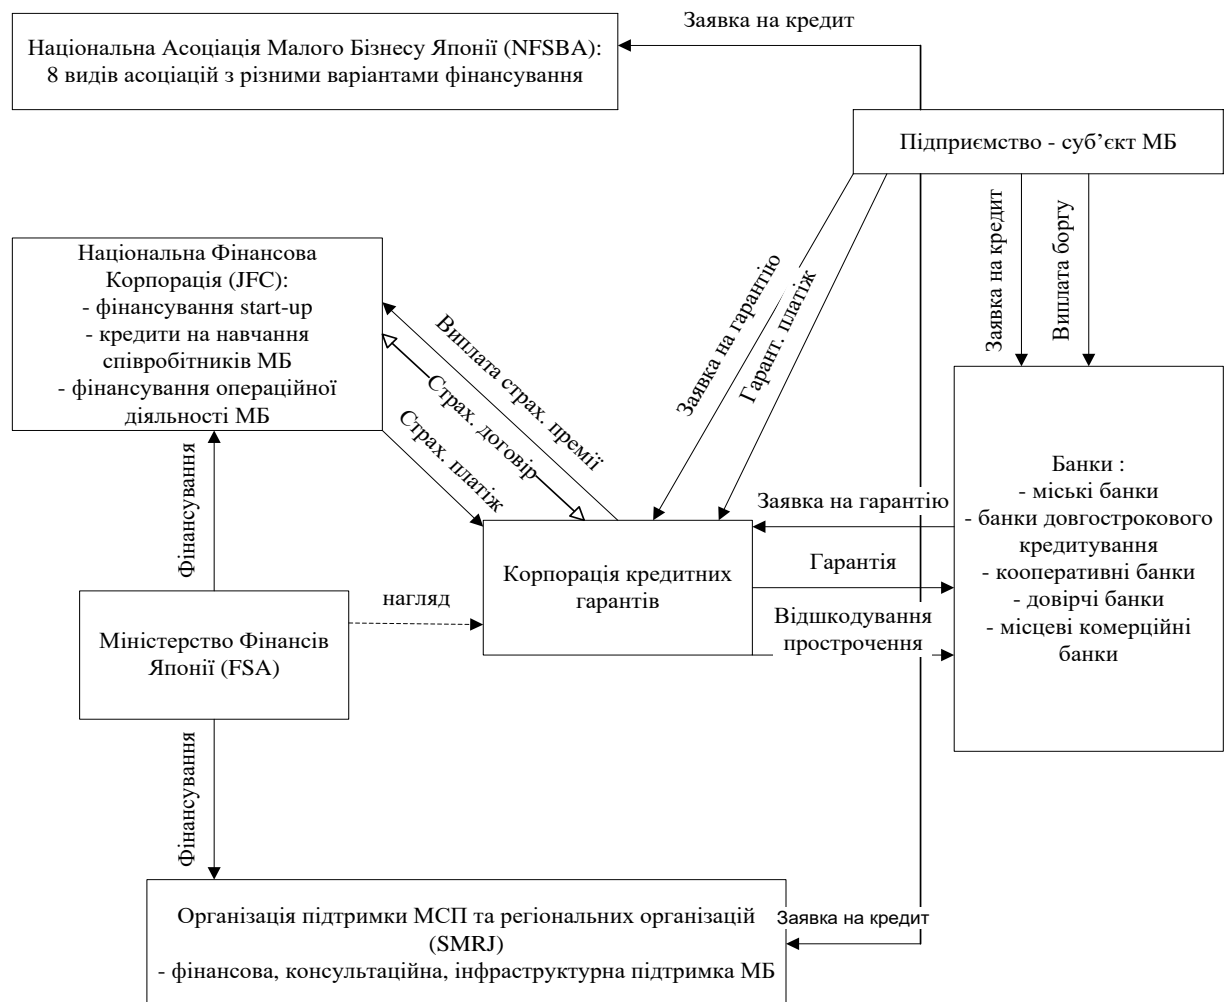 Заявка на кредит
Національна Асоціація Малого Бізнесу Японії (NFSBA):
8 видів асоціацій з різними варіантами фінансування
Підприємство - суб’єкт МБ
Національна Фінансова
Корпорація (JFC):
- фінансування start-up
- кредити на навчання
співробітників МБ
- фінансування операційної
діяльності МБ
Виплата страх. премії
Страх. договір
Страх. платіж
Заявка на гарантію
Гарант. платіж
Заявка на кредит
Виплата боргу
Фінансування
Банки :
- міські банки
- банки довгострокового
кредитування
- кооперативні банки
- довірчі банки
- місцеві комерційні
банки
Заявка на гарантію
Гарантія
Відшкодування
прострочення
Корпорація кредитних
гарантів
нагляд
Міністерство Фінансів
Японії (FSA)
Фінансування
Організація підтримки МСП та регіональних організацій
(SMRJ)
- фінансова, консультаційна, інфраструктурна підтримка МБ
Заявка на кредит